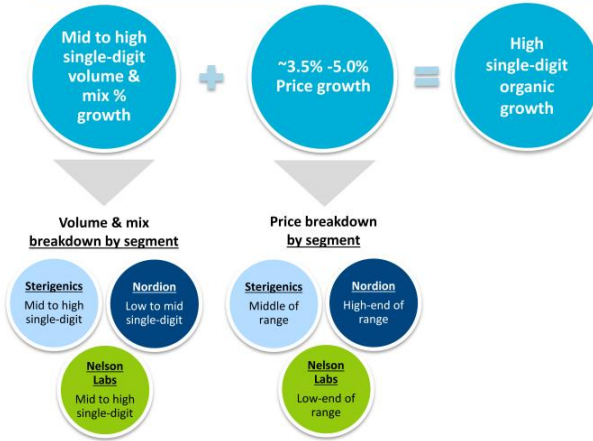 Mid to high
single-digit
volume &
mix %
growth
+
~3.5% -5.0%
Price growth
=
High
single-digit
organic
growth
Volume & mix
breakdown by segment
Price breakdown
by segment
Sterigenics
Mid to high
single-digit
Nordion
Low to mid
single-digit
Nelson
Labs
Mid to high
single-digit
Sterigenics
Middle of
range
Nordion
High-end of
range
Nelson
Labs
Low-end of
range